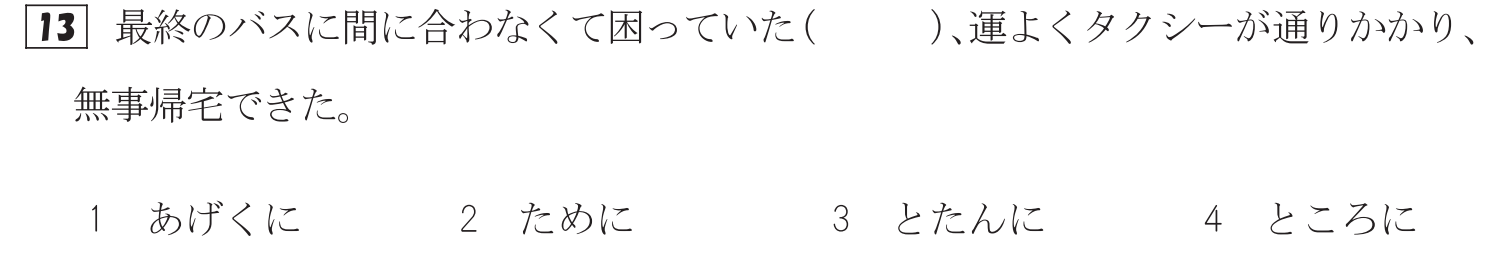 13 最終のバスに間に合わなくて困っていた(　　　)、運よくタクシーが通りかかり、
無事帰宅できた。
1　あげくに　　　　2　ために　　　　　3　とたんに　　　　4　ところに